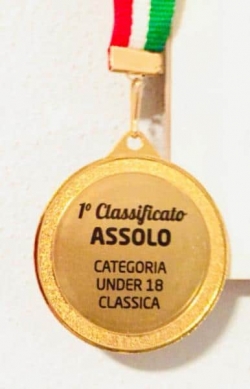 1° Classificato
ASSOLO
CATEGORIA
UNDER 18
CLASSICA